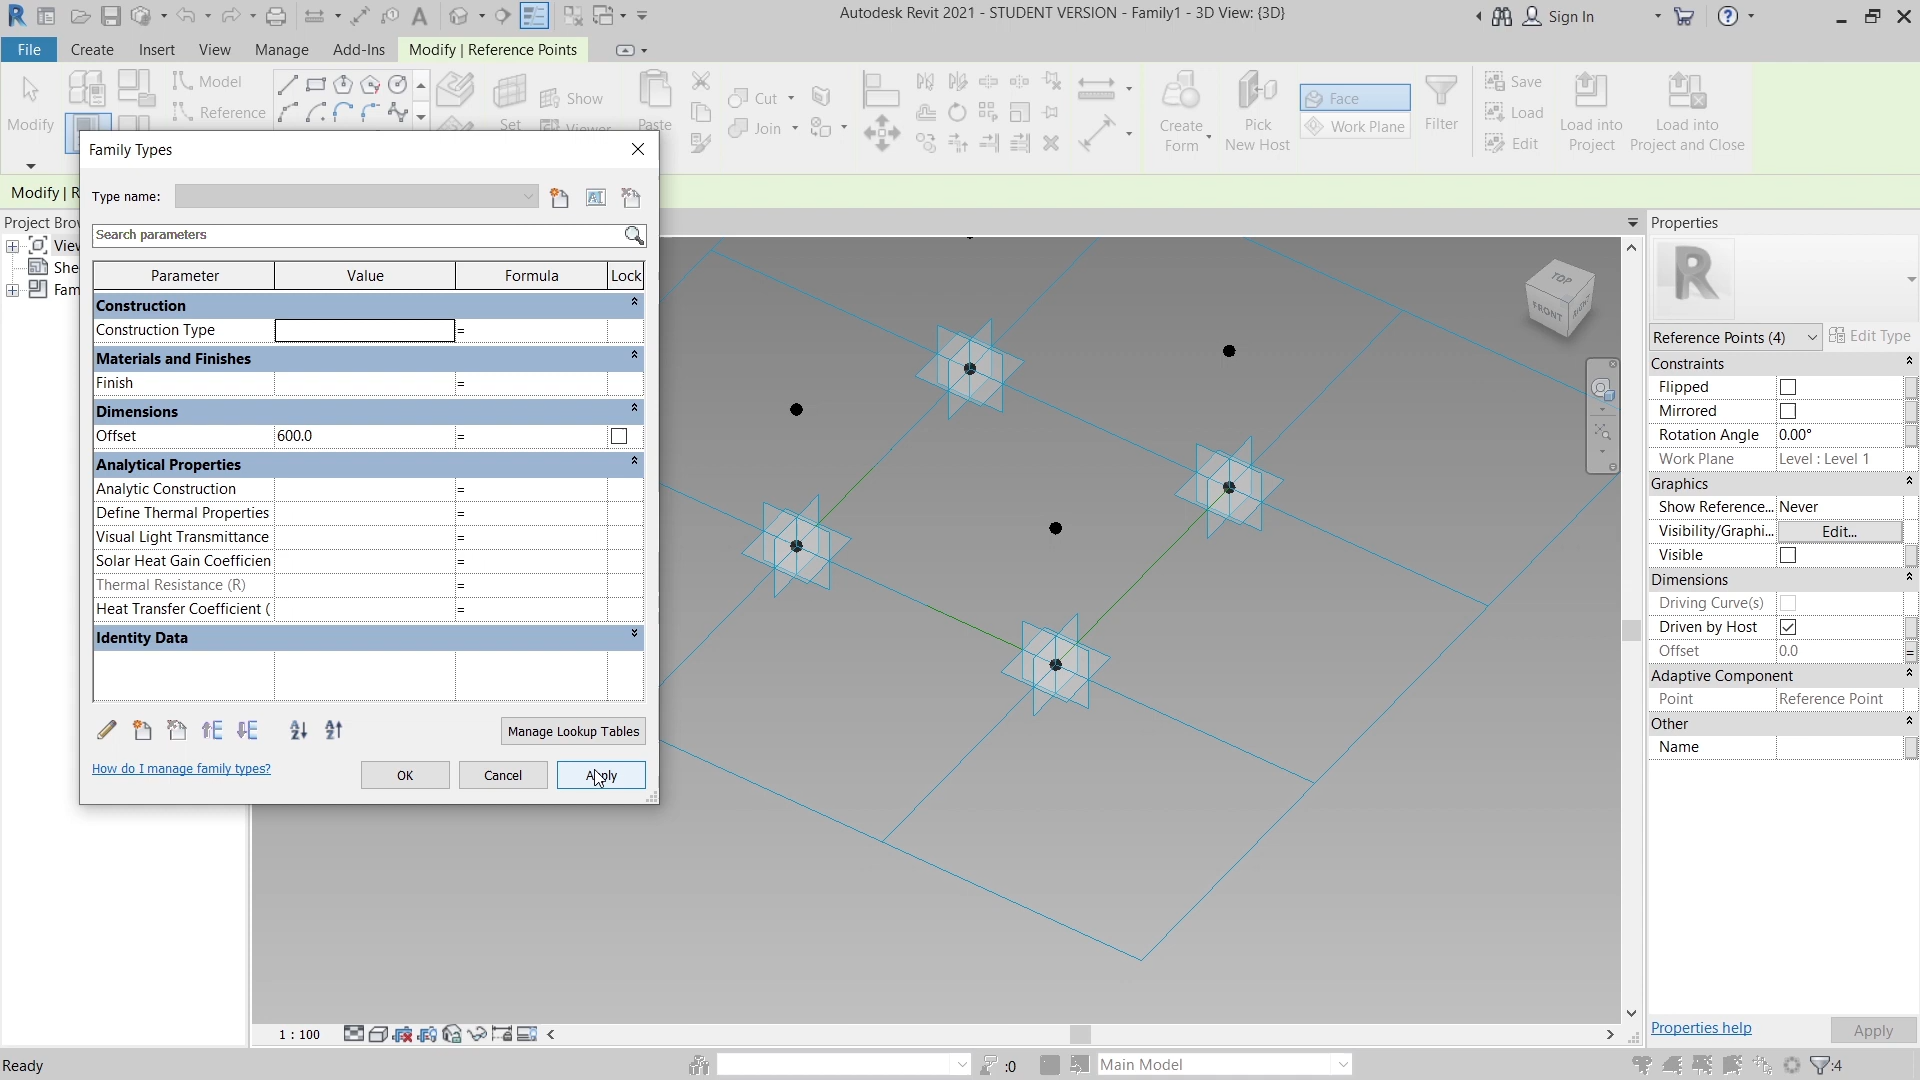 Autodesk Revit 2021 - STUDENT VERSION - Family1 - 3D View: {3D}
Sign In
File
Create
Insert
View
Manage
Add-Ins
Modify | Reference Points
Modify
Model
Reference
Set
Show
Viewer
Paste
Cut
Join
Create Form
Pick New Host
Face
Work Plane
Filter
Save
Load
Edit
Load into Project
Load into Project and Close
Modify | R
Project Brow
View
She
Fam
Family Types
Type name:
Search parameters
Parameter Value Formula Lock
Construction
Construction Type =
Materials and Finishes
Finish =
Dimensions
Offset 600.0 =
Analytical Properties
Analytic Construction =
Define Thermal Properties =
Visual Light Transmittance =
Solar Heat Gain Coefficien =
Thermal Resistance (R) =
Heat Transfer Coefficient ( =
Identity Data
Manage Lookup Tables
How do I manage family types?
OK
Cancel
Apply
TOP
FRONT
RIGHT
Properties
R
Reference Points (4)
Edit Type
Constraints
Flipped
Mirrored
Rotation Angle 0.00°
Work Plane Level : Level 1
Graphics
Show Reference... Never
Visibility/Graphi... Edit...
Visible
Dimensions
Driving Curve(s)
Driven by Host
Offset 0.0 =
Adaptive Component
Point Reference Point
Other
Name
Properties help
Apply
1 : 100
Ready
:0
Main Model
:4